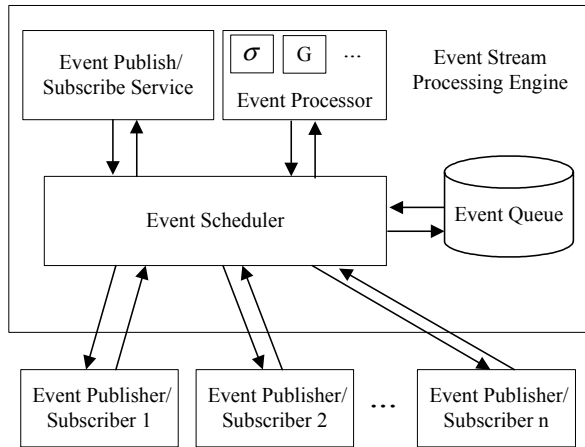 Event Publish/
Subscribe Service
σ G ...
Event Processor
Event Stream
Processing Engine
Event Scheduler
Event Queue
Event Publisher/
Subscriber 1
Event Publisher/
Subscriber 2
...
Event Publisher/
Subscriber n